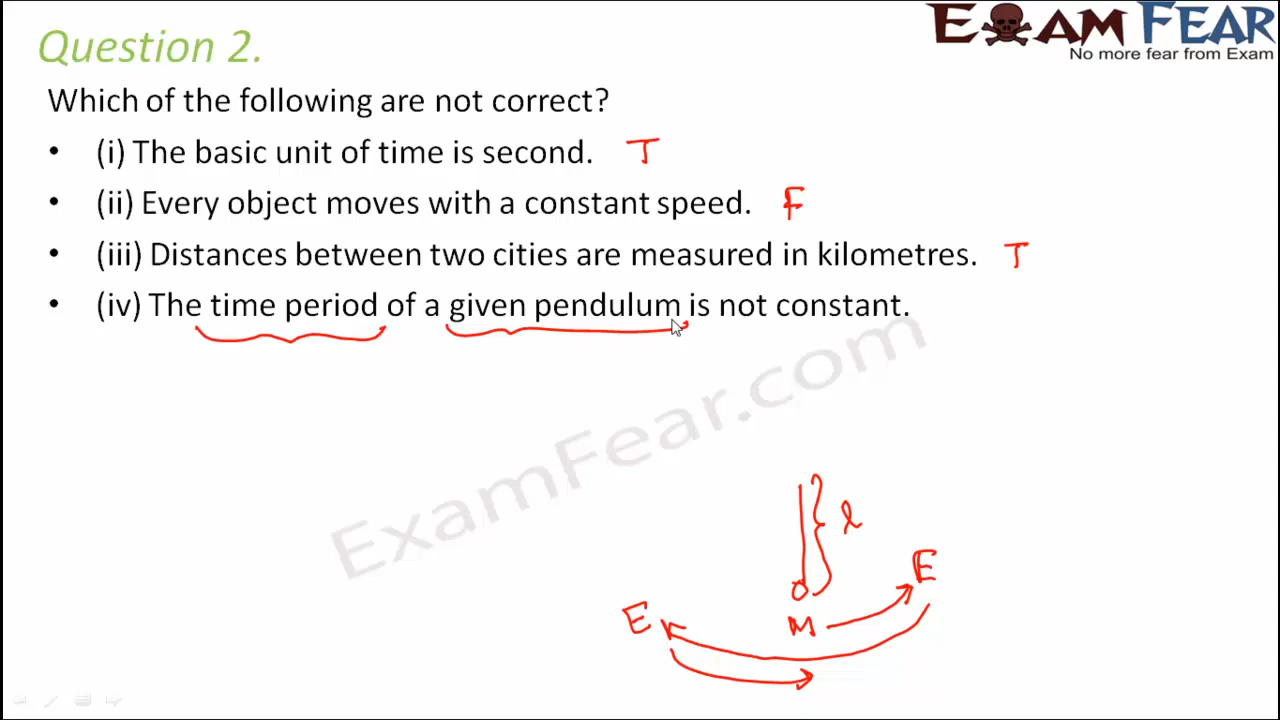 EXAM FEAR
No more fear from Exam
Question 2.
Which of the following are not correct?
• (i) The basic unit of time is second. T
• (ii) Every object moves with a constant speed. F
• (iii) Distances between two cities are measured in kilometres. T
• (iv) The time period of a given pendulum is not constant.
ExamFear.com
l
E
E
M